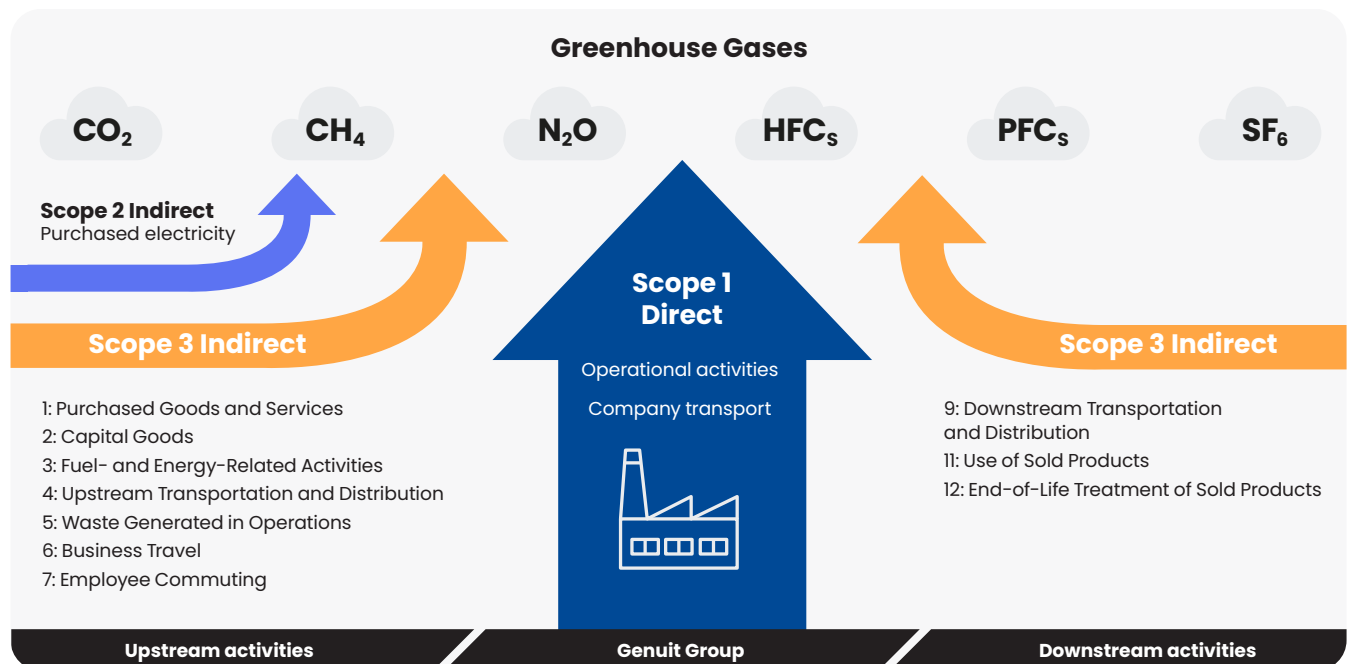 Greenhouse Gases
CO₂
CH₄
N₂O
HFCₛ
PFCₛ
SF₆
Scope 2 Indirect
Purchased electricity
Scope 3 Indirect
1: Purchased Goods and Services
2: Capital Goods
3: Fuel- and Energy-Related Activities
4: Upstream Transportation and Distribution
5: Waste Generated in Operations
6: Business Travel
7: Employee Commuting
Scope 1
Direct
Operational activities
Company transport
Scope 3 Indirect
9: Downstream Transportation
and Distribution
11: Use of Sold Products
12: End-of-Life Treatment of Sold Products
Upstream activities
Genuit Group
Downstream activities